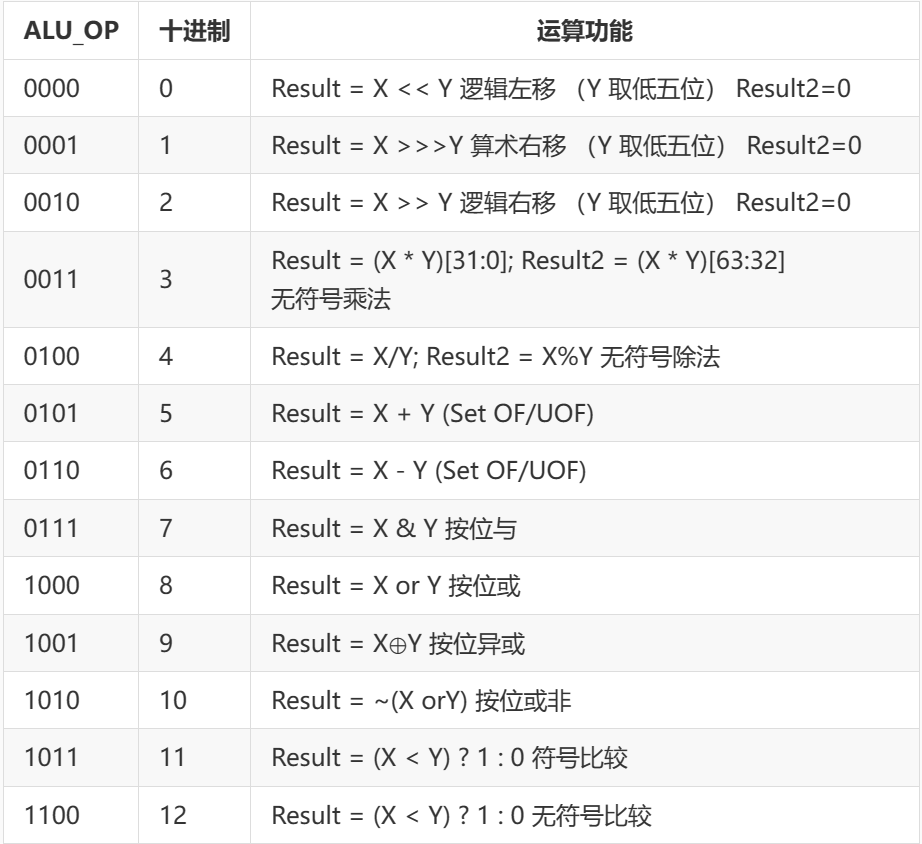 ALU_OP 十进制 运算功能
0000 0 Result = X << Y 逻辑左移 （Y 取低五位） Result2=0
0001 1 Result = X >>>Y 算术右移 （Y 取低五位） Result2=0
0010 2 Result = X >> Y 逻辑右移 （Y 取低五位） Result2=0
0011 3 Result = (X * Y)[31:0]; Result2 = (X * Y)[63:32]
无符号乘法
0100 4 Result = X/Y; Result2 = X%Y 无符号除法
0101 5 Result = X + Y (Set OF/UOF)
0110 6 Result = X - Y (Set OF/UOF)
0111 7 Result = X & Y 按位与
1000 8 Result = X or Y 按位或
1001 9 Result = X⊕Y 按位异或
1010 10 Result = ~(X orY) 按位或非
1011 11 Result = (X < Y) ? 1 : 0 符号比较
1100 12 Result = (X < Y) ? 1 : 0 无符号比较